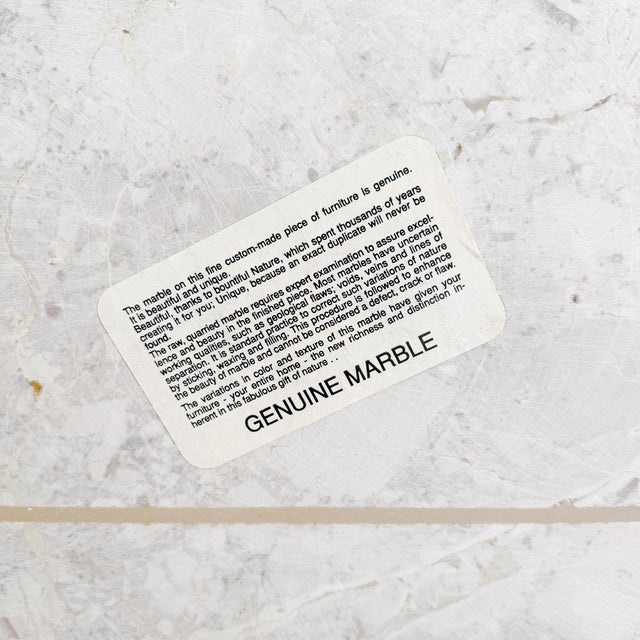 The marble on this fine custom-made piece of furniture is genuine.
It is beautiful and unique.
Beautiful, thanks to bountiful Nature, which spent thousands of years
creating it for you. Unique, because an exact duplicate will never be
found.
The raw, quarried marble requires expert examination to assure excel-
lence and beauty in the finished piece. Most marbles have uncertain
working qualities, such as geological flaws, voids, veins and lines of
separation. It is standard practice to correct such variations of nature
by sticking, waxing and filling. This procedure is followed to enhance
the beauty of marble and cannot be considered a defect, crack or flaw.
The variations in color and texture of this marble have given your
furniture - your entire home - the new richness and distinction in-
herent in this fabulous gift of nature . .
GENUINE MARBLE